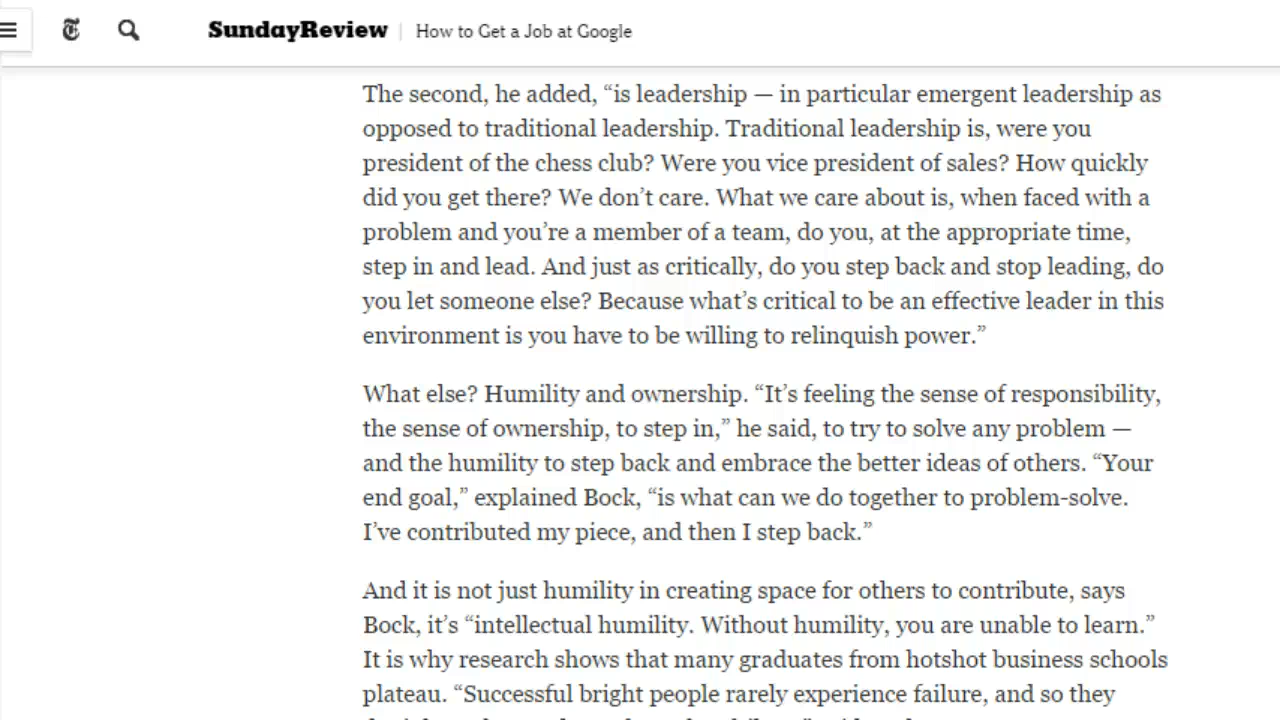 SundayReview | How to Get a Job at Google
The second, he added, “is leadership — in particular emergent leadership as
opposed to traditional leadership. Traditional leadership is, were you
president of the chess club? Were you vice president of sales? How quickly
did you get there? We don’t care. What we care about is, when faced with a
problem and you’re a member of a team, do you, at the appropriate time,
step in and lead. And just as critically, do you step back and stop leading, do
you let someone else? Because what’s critical to be an effective leader in this
environment is you have to be willing to relinquish power.”
What else? Humility and ownership. “It’s feeling the sense of responsibility,
the sense of ownership, to step in,” he said, to try to solve any problem —
and the humility to step back and embrace the better ideas of others. “Your
end goal,” explained Bock, “is what can we do together to problem-solve.
I’ve contributed my piece, and then I step back.”
And it is not just humility in creating space for others to contribute, says
Bock, it’s “intellectual humility. Without humility, you are unable to learn.”
It is why research shows that many graduates from hotshot business schools
plateau. “Successful bright people rarely experience failure, and so they